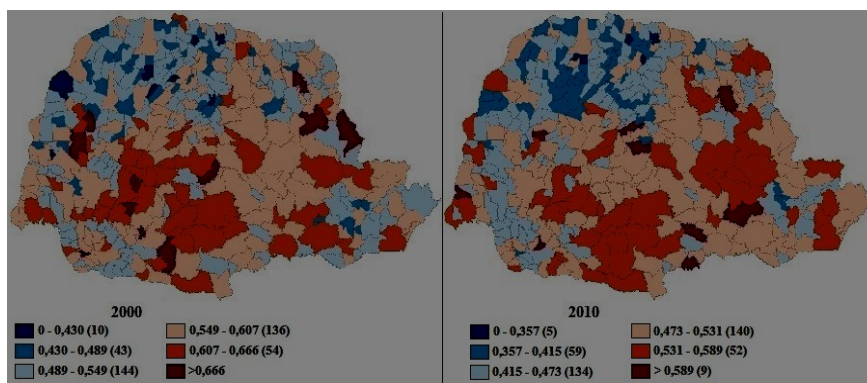 2000
0 - 0,430 (10)
0,430 - 0,489 (43)
0,489 - 0,549 (144)
0,549 - 0,607 (136)
0,607 - 0,666 (54)
>0,666
2010
0 - 0,357 (5)
0,357 - 0,415 (59)
0,415 - 0,473 (134)
0,473 - 0,531 (140)
0,531 - 0,589 (52)
> 0,589 (9)